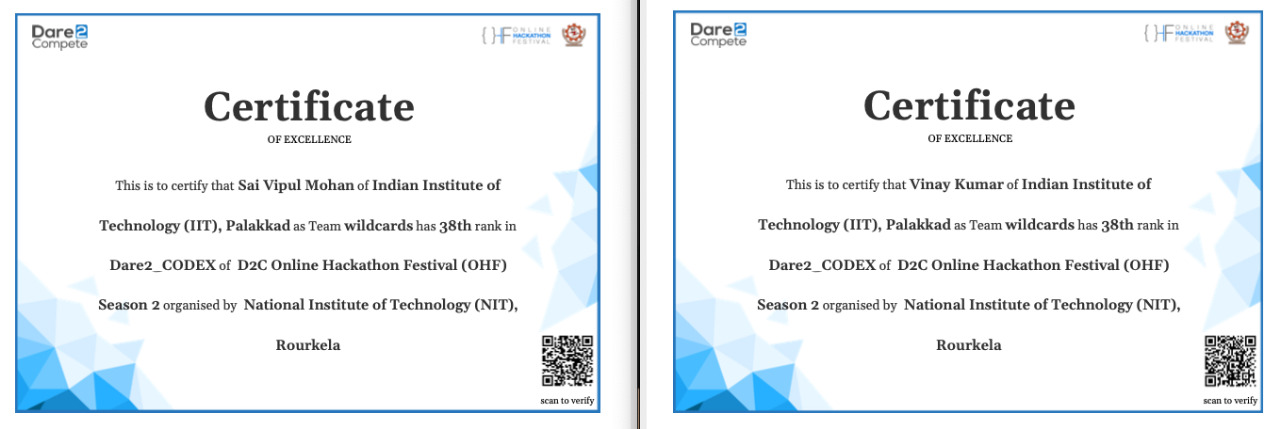 Dare2
Compete
{ }HF ONLINE
HACKATHON
FESTIVAL
Certificate
OF EXCELLENCE
This is to certify that Sai Vipul Mohan of Indian Institute of
Technology (IIT), Palakkad as Team wildcards has 38th rank in
Dare2_CODEX of D2C Online Hackathon Festival (OHF)
Season 2 organised by National Institute of Technology (NIT),
Rourkela
scan to verify
Dare2
Compete
{ }HF ONLINE
HACKATHON
FESTIVAL
Certificate
OF EXCELLENCE
This is to certify that Vinay Kumar of Indian Institute of
Technology (IIT), Palakkad as Team wildcards has 38th rank in
Dare2_CODEX of D2C Online Hackathon Festival (OHF)
Season 2 organised by National Institute of Technology (NIT),
Rourkela
scan to verify